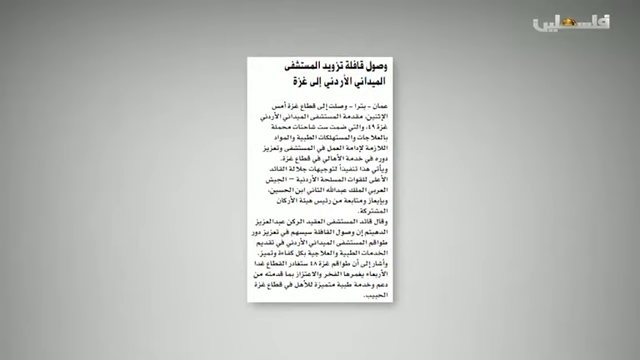 فلسطين
وصول قافلة تزويد المستشفى
الميداني الأردني إلى غزة
عمان - بترا - وصلت إلى قطاع غزة أمس
الإثنين، مقدمة المستشفى الميداني الأردني
غزة ٤٩، والتي ضمت ست شاحنات محملة
بالعلاجات والمستهلكات الطبية والمواد
اللازمة لإدامة العمل في المستشفى وتعزيز
دوره في خدمة الأهالي في قطاع غزة.
ويأتي هذا تنفيذاً لتوجيهات جلالة القائد
الأعلى للقوات المسلحة الأردنية – الجيش
العربي الملك عبدالله الثاني ابن الحسين،
وبإيعاز ومتابعة من رئيس هيئة الأركان
المشتركة.
وقال قائد المستشفى العقيد الركن عبدالعزيز
الدهيثم إن وصول القافلة سيسهم في تعزيز دور
طواقم المستشفى الميداني الأردني في تقديم
الخدمات الطبية والعلاجية بكل كفاءة وتميز.
وأشار إلى أن طواقم غزة ٤٨ ستغادر القطاع غدا
الأربعاء يغمرها الفخر والاعتزاز بما قدمته من
دعم وخدمة طبية متميزة للأهل في قطاع غزة
الحبيب.